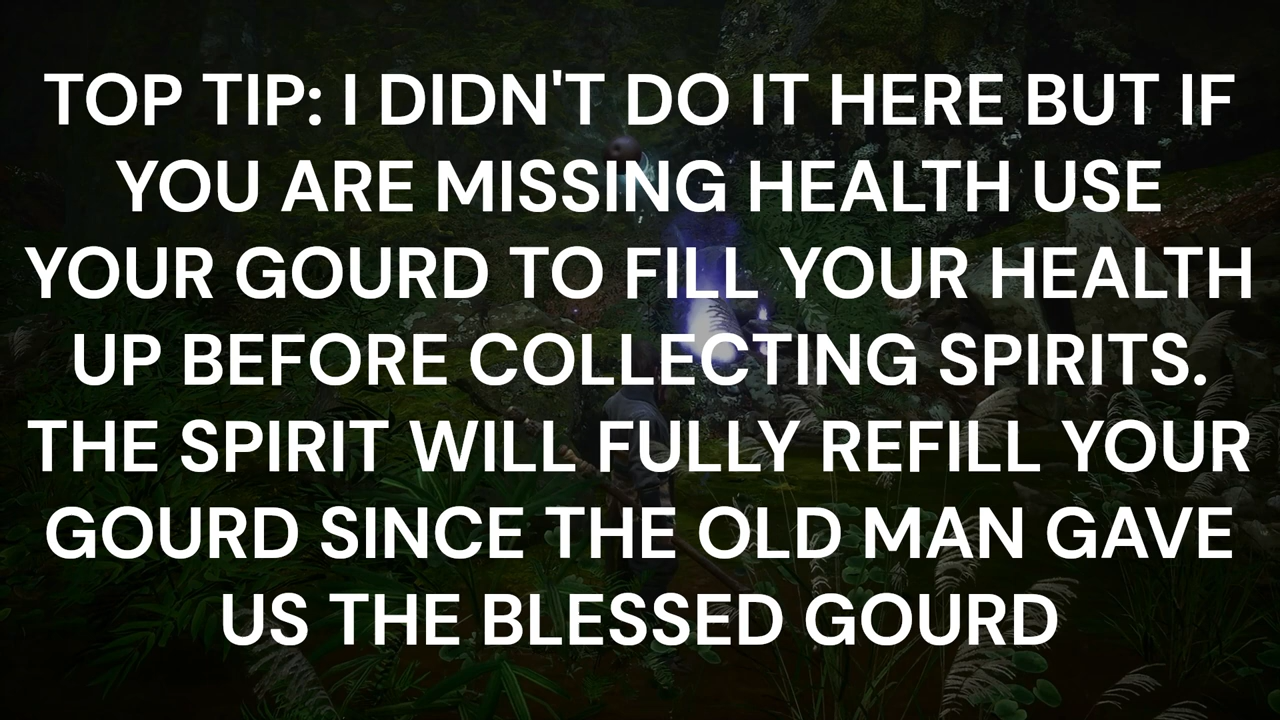 TOP TIP: I DIDN'T DO IT HERE BUT IF
YOU ARE MISSING HEALTH USE
YOUR GOURD TO FILL YOUR HEALTH
UP BEFORE COLLECTING SPIRITS.
THE SPIRIT WILL FULLY REFILL YOUR
GOURD SINCE THE OLD MAN GAVE
US THE BLESSED GOURD